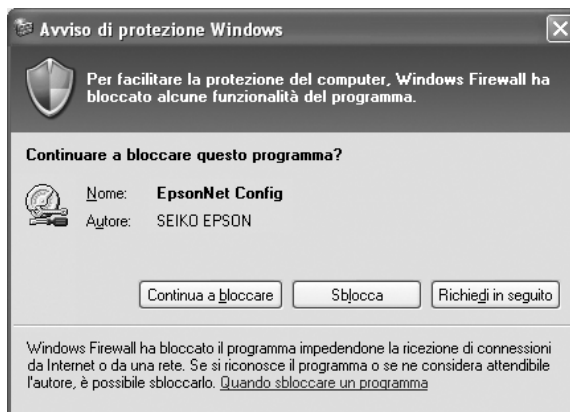 Avviso di protezione Windows
Per facilitare la protezione del computer, Windows Firewall ha
bloccato alcune funzionalità del programma.
Continuare a bloccare questo programma?
Nome: EpsonNet Config
Autore: SEIKO EPSON
Continua a bloccare Sblocca Richiedi in seguito
Windows Firewall ha bloccato il programma impedendone la ricezione di connessioni
da Internet o da una rete. Se si riconosce il programma o se ne considera attendibile
l'autore, è possibile sbloccarlo. Quando sbloccare un programma